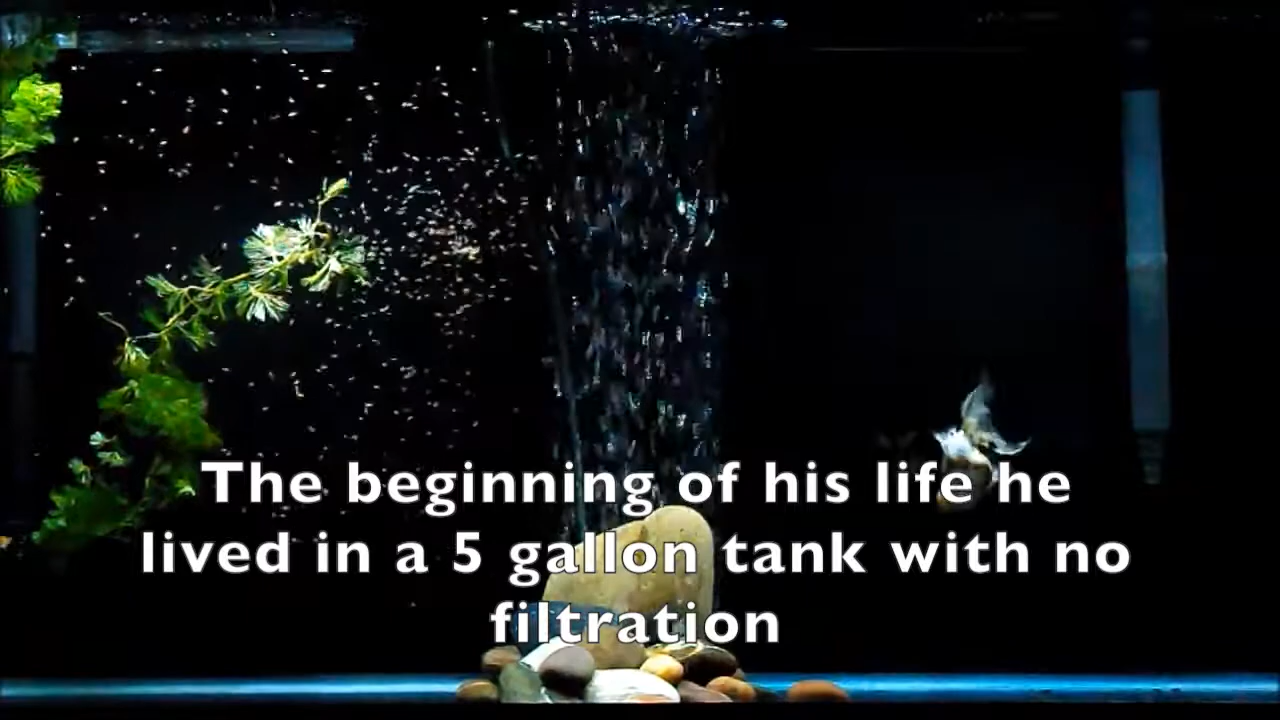 The beginning of his life he
lived in a 5 gallon tank with no
filtration